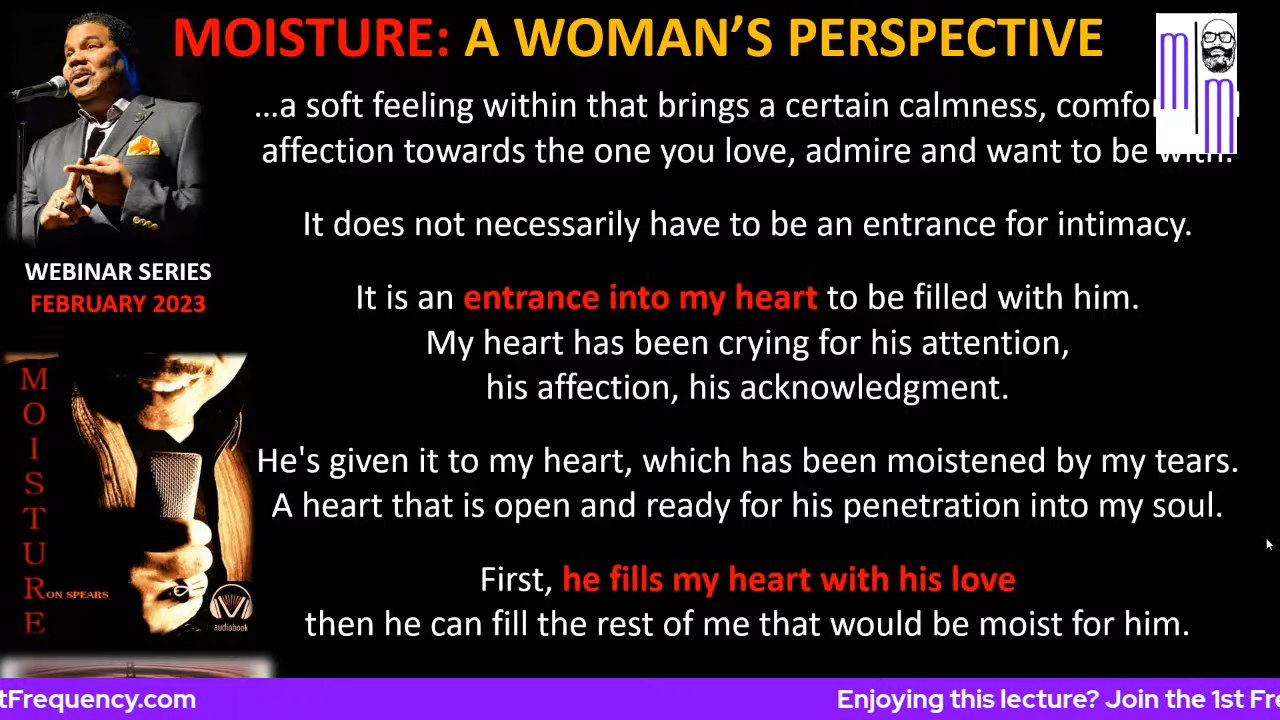 MOISTURE: A WOMAN’S PERSPECTIVE
…a soft feeling within that brings a certain calmness,
affection towards the one you love, admire and want to be with.
It does not necessarily have to be an entrance for intimacy.
It is an entrance into my heart to be filled with him.
My heart has been crying for his attention,
his affection, his acknowledgment.
He's given it to my heart, which has been moistened by my tears.
A heart that is open and ready for his penetration into my soul.
First, he fills my heart with his love
then he can fill the rest of me that would be moist for him.
WEBINAR SERIES
FEBRUARY 2023
MOISTURE
ON SPEARS
audiobook
m m
tFrequency.com
Enjoying this lecture? Join the 1st Fre